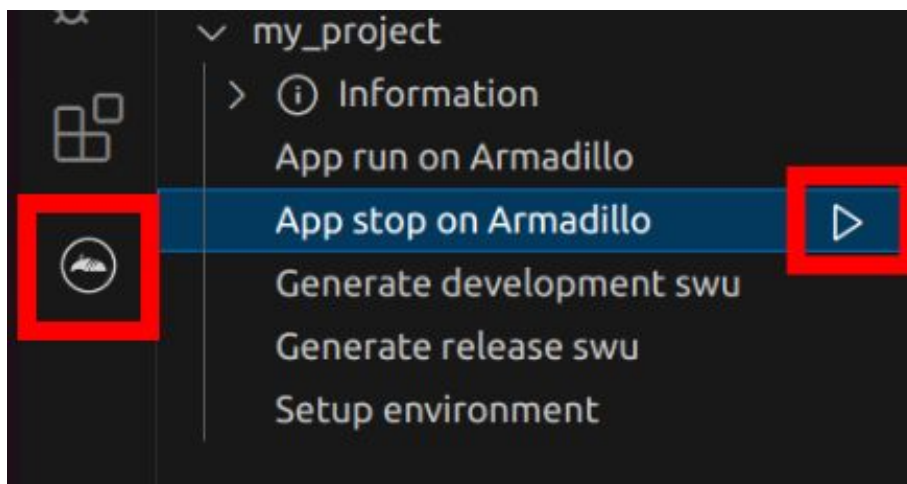 my_project
Information
App run on Armadillo
App stop on Armadillo
Generate development swu
Generate release swu
Setup environment